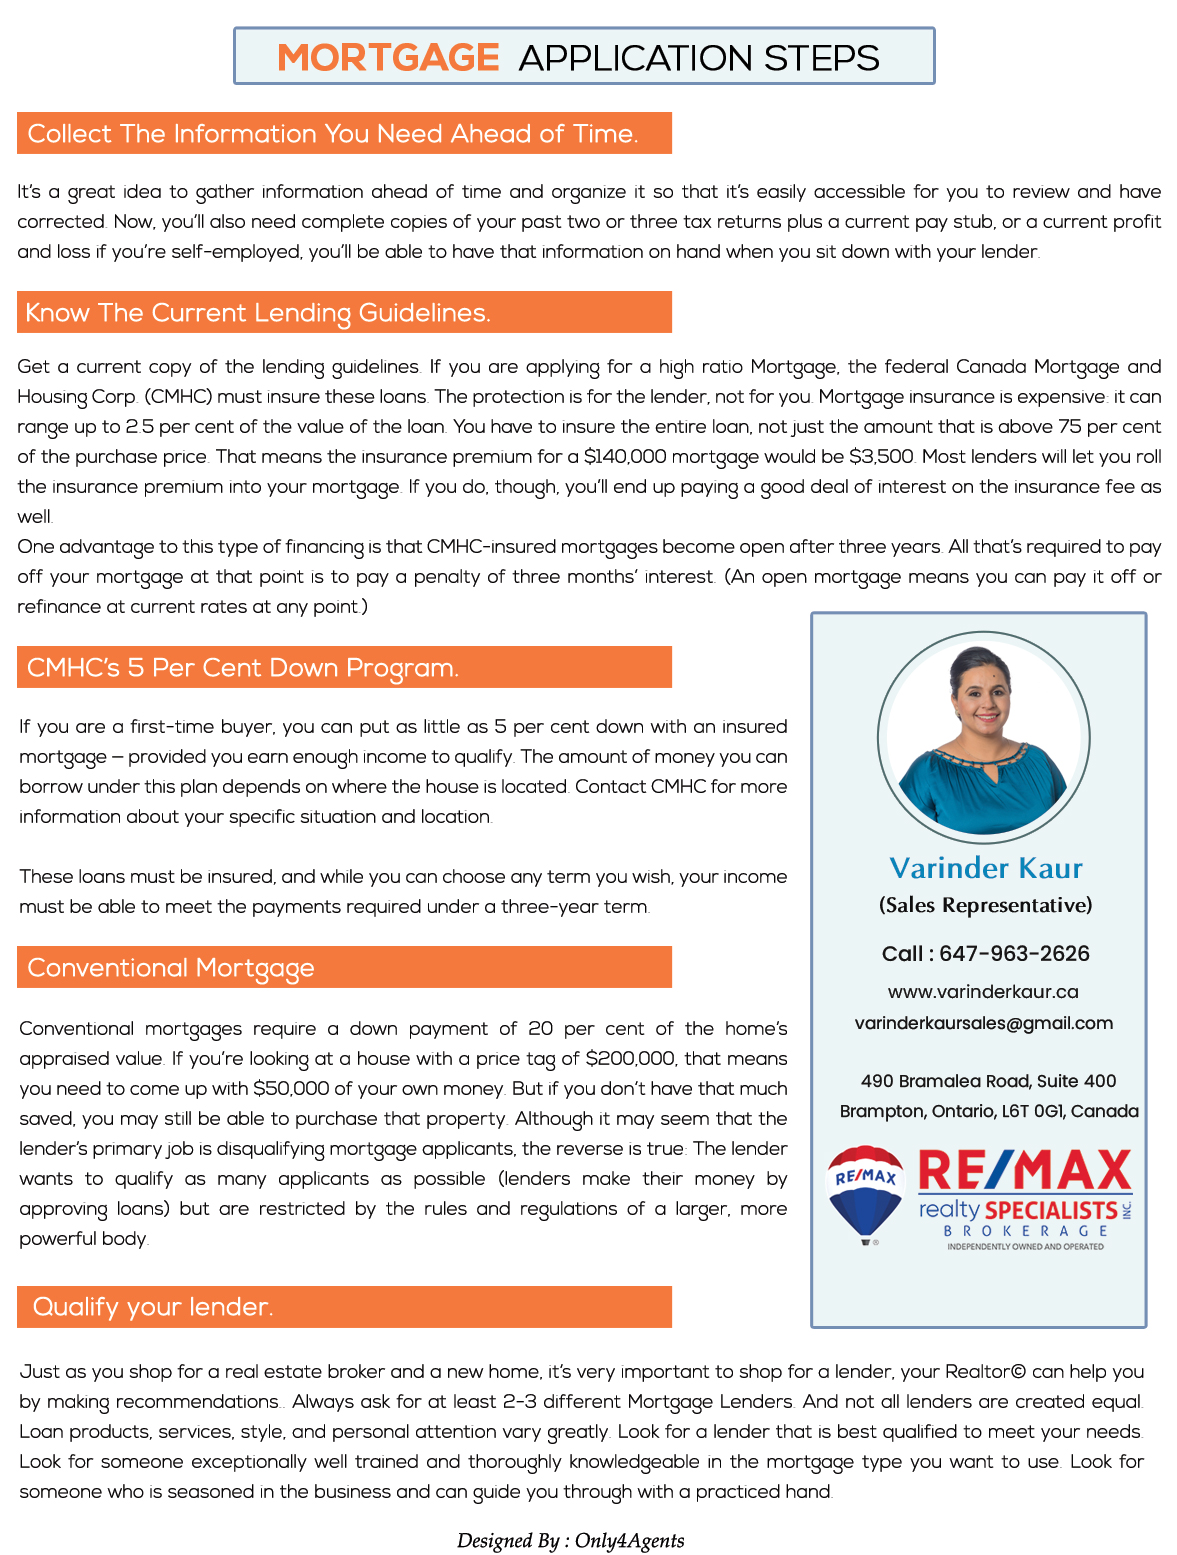 MORTGAGE APPLICATION STEPS
Collect The Information You Need Ahead of Time.
It's a great idea to gather information ahead of time and organize it so that it's easily accessible for you to review and have
corrected. Now, you'll also need complete copies of your past two or three tax returns plus a current pay stub, or a current profit
and loss if you're self-employed, you'll be able to have that information on hand when you sit down with your lender.
Know The Current Lending Guidelines.
Get a current copy of the lending guidelines. If you are applying for a high ratio Mortgage, the federal Canada Mortgage and
Housing Corp. (CMHC) must insure these loans. The protection is for the lender, not for you. Mortgage insurance is expensive: it can
range up to 2.5 per cent of the value of the loan. You have to insure the entire loan, not just the amount that is above 75 per cent
of the purchase price. That means the insurance premium for a $140,000 mortgage would be $3,500. Most lenders will let you roll
the insurance premium into your mortgage. If you do, though, you'll end up paying a good deal of interest on the insurance fee as
well.
One advantage to this type of financing is that CMHC-insured mortgages become open after three years. All that's required to pay
off your mortgage at that point is to pay a penalty of three months' interest. (An open mortgage means you can pay it off or
refinance at current rates at any point.)
CMHC's 5 Per Cent Down Program.
If you are a first-time buyer, you can put as little as 5 per cent down with an insured
mortgage – provided you earn enough income to qualify. The amount of money you can
borrow under this plan depends on where the house is located. Contact CMHC for more
information about your specific situation and location.
These loans must be insured, and while you can choose any term you wish, your income
must be able to meet the payments required under a three-year term.
Conventional Mortgage
Conventional mortgages require a down payment of 20 per cent of the home's
appraised value. If you're looking at a house with a price tag of $200,000, that means
you need to come up with $50,000 of your own money. But if you don't have that much
saved, you may still be able to purchase that property. Although it may seem that the
lender's primary job is disqualifying mortgage applicants, the reverse is true: The lender
wants to qualify as many applicants as possible (lenders make their money by
approving loans) but are restricted by the rules and regulations of a larger, more
powerful body.
Varinder Kaur
(Sales Representative)
Call : 647-963-2626
www.varinderkaur.ca
varinderkaursales@gmail.com
490 Bramalea Road, Suite 400
Brampton, Ontario, L6T 0G1, Canada
RE/MAX
®
RE/MAX
realty SPECIALISTS INC.
BROKERAGE
INDEPENDENTLY OWNED AND OPERATED
Qualify your lender.
Just as you shop for a real estate broker and a new home, it's very important to shop for a lender, your Realtor© can help you
by making recommendations.. Always ask for at least 2-3 different Mortgage Lenders. And not all lenders are created equal.
Loan products, services, style, and personal attention vary greatly. Look for a lender that is best qualified to meet your needs.
Look for someone exceptionally well trained and thoroughly knowledgeable in the mortgage type you want to use. Look for
someone who is seasoned in the business and can guide you through with a practiced hand.
Designed By : Only4Agents